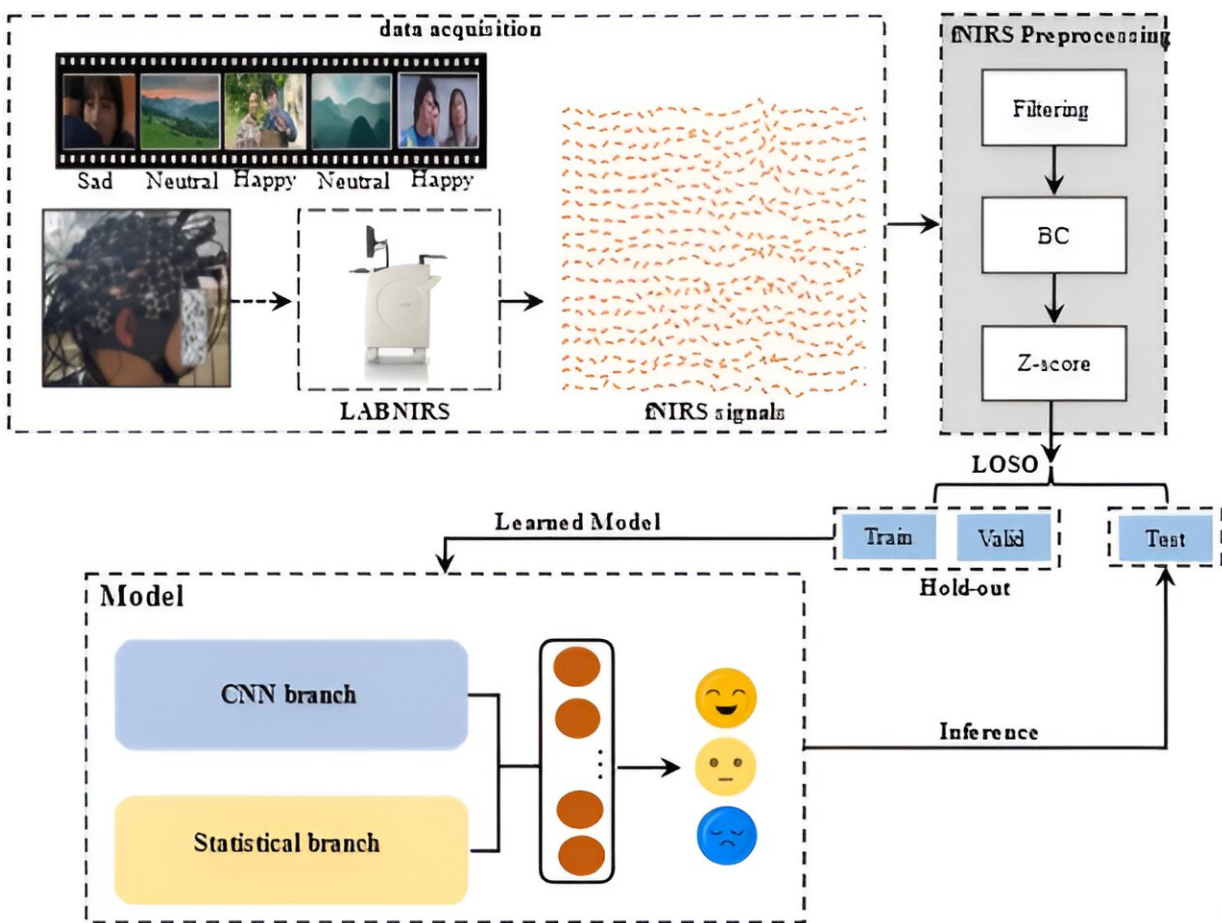 data acquisition
Sad Neutral Happy Neutral Happy
LABNIRS
fNIRS signals
fNIRS Preprocessing
Filtering
BC
Z-score
LOSO
Train Valid Test
Hold-out
Learned Model
Model
CNN branch
Statistical branch
Inference